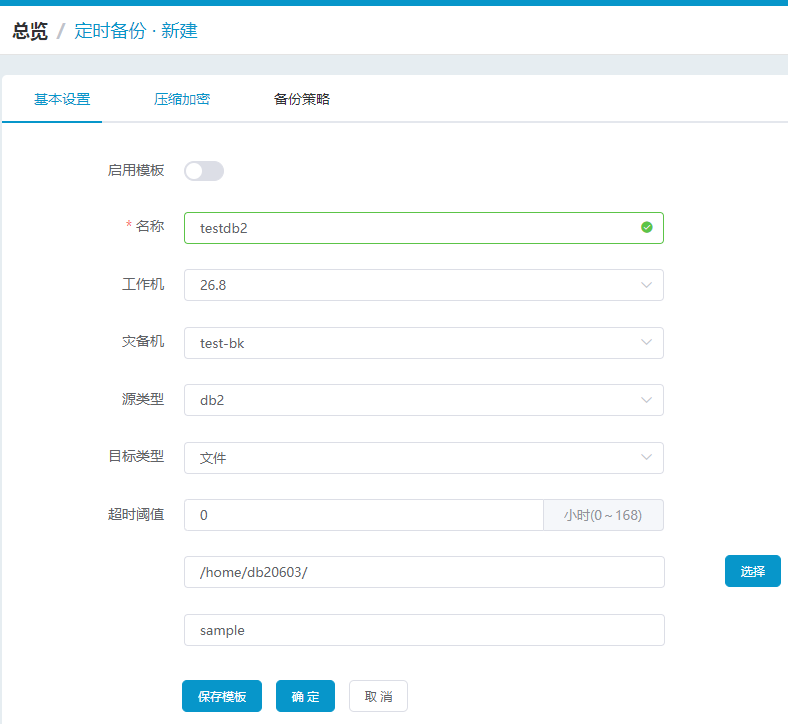 总览 / 定时备份 · 新建
基本设置 压缩加密 备份策略
启用模板
* 名称 testdb2
工作机 26.8
灾备机 test-bk
源类型 db2
目标类型 文件
超时阈值 0 小时(0~168)
/home/db20603/ 选择
sample
保存模板 确 定 取 消